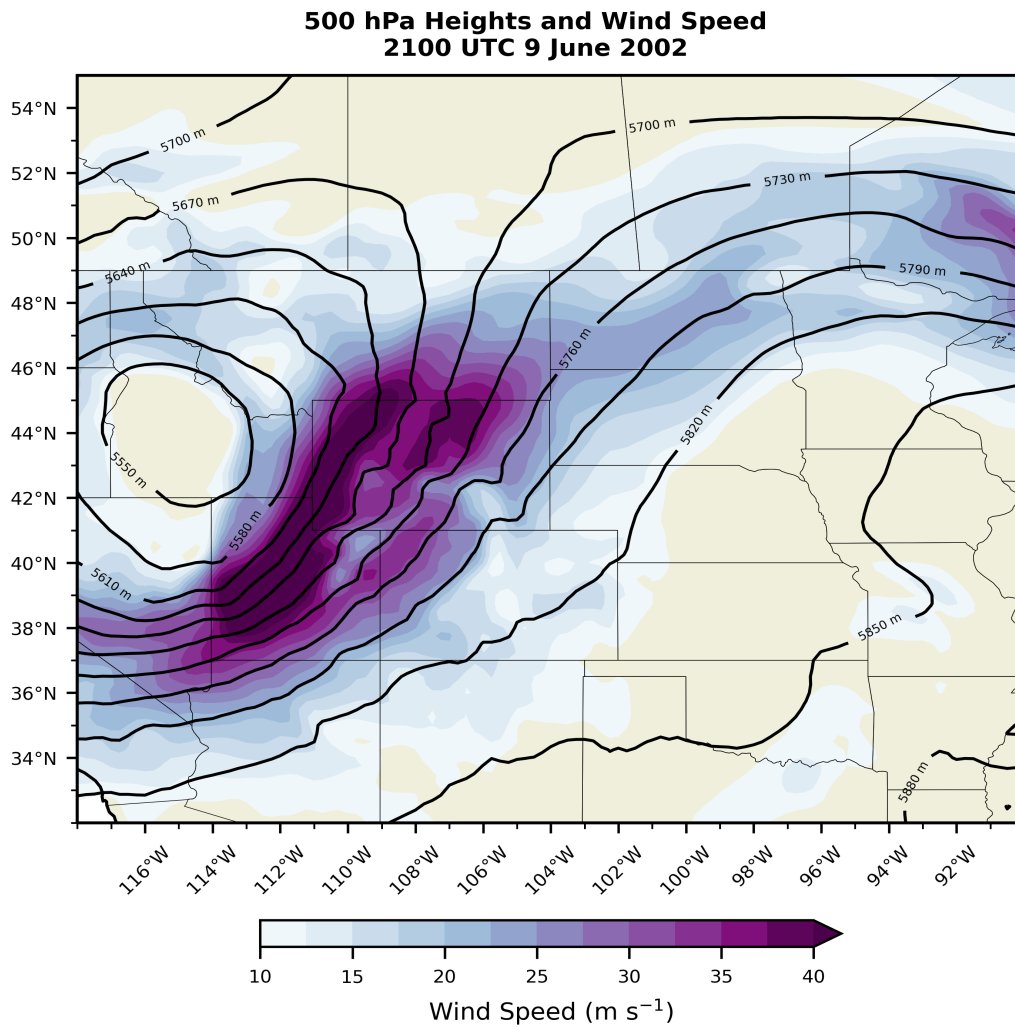 500 hPa Heights and Wind Speed
2100 UTC 9 June 2002
54°N
52°N
50°N
48°N
46°N
44°N
42°N
40°N
38°N
36°N
34°N
5700 m
5700 m
5670 m
5730 m
5640 m
5790 m
5760 m
5820 m
5550 m
5580 m
5610 m
5850 m
5880 m
116°W
114°W
112°W
110°W
108°W
106°W
104°W
102°W
100°W
98°W
96°W
94°W
92°W
10 15 20 25 30 35 40
Wind Speed (m s⁻¹)